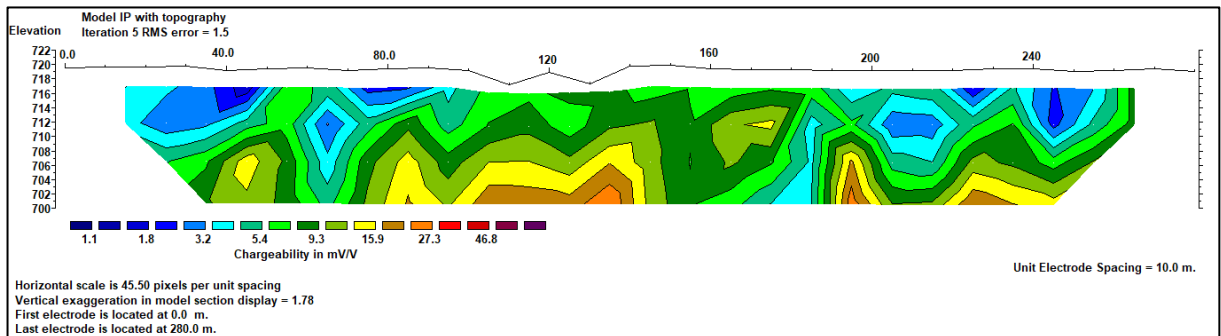 Model IP with topography
Elevation Iteration 5 RMS error = 1.5
722 0.0 40.0 80.0 120 160 200 240
720
718
716
714
712
708
706
704
702
700
1.1 1.8 3.2 5.4 9.3 15.9 27.3 46.8
Chargeability in mV/V
Unit Electrode Spacing = 10.0 m.
Horizontal scale is 45.50 pixels per unit spacing
Vertical exaggeration in model section display = 1.78
First electrode is located at 0.0 m.
Last electrode is located at 280.0 m.